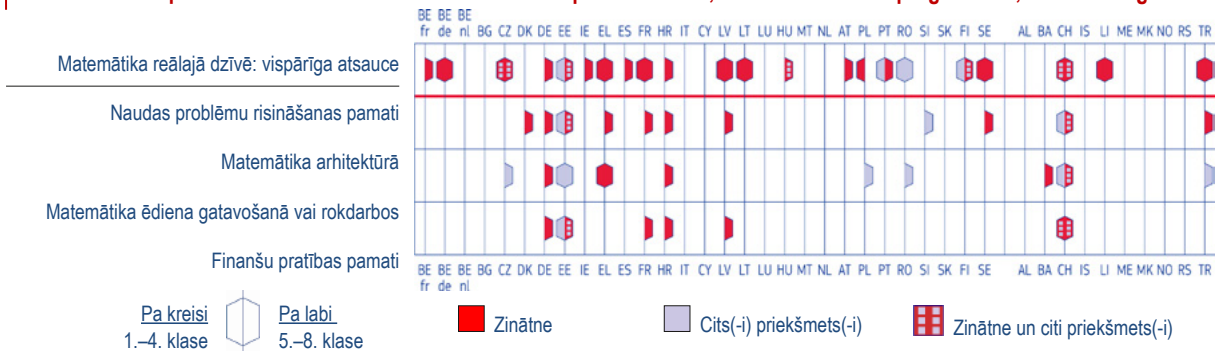 BE BE BE BG CZ DK DE EE IE EL ES FR HR IT CY LV LT LU HU MT NL AT PL PT RO SI SK FI SE AL BA CH IS LI ME MK NO RS TR
fr de nl
Matemātika reālajā dzīvē: vispārīga atsauce
Naudas problēmu risināšanas pamati
Matemātika arhitektūrā
Matemātika ēdiena gatavošanā vai rokdarbos
Finanšu pratības pamati
BE BE BE BG CZ DK DE EE IE EL ES FR HR IT CY LV LT LU HU MT NL AT PL PT RO SI SK FI SE AL BA CH IS LI ME MK NO RS TR
fr de nl
Pa kreisi
1.–4. klase
Pa labi
5.–8. klase
Zinātne
Cits(-i) priekšmets(-i)
Zinātne un citi priekšmets(-i)